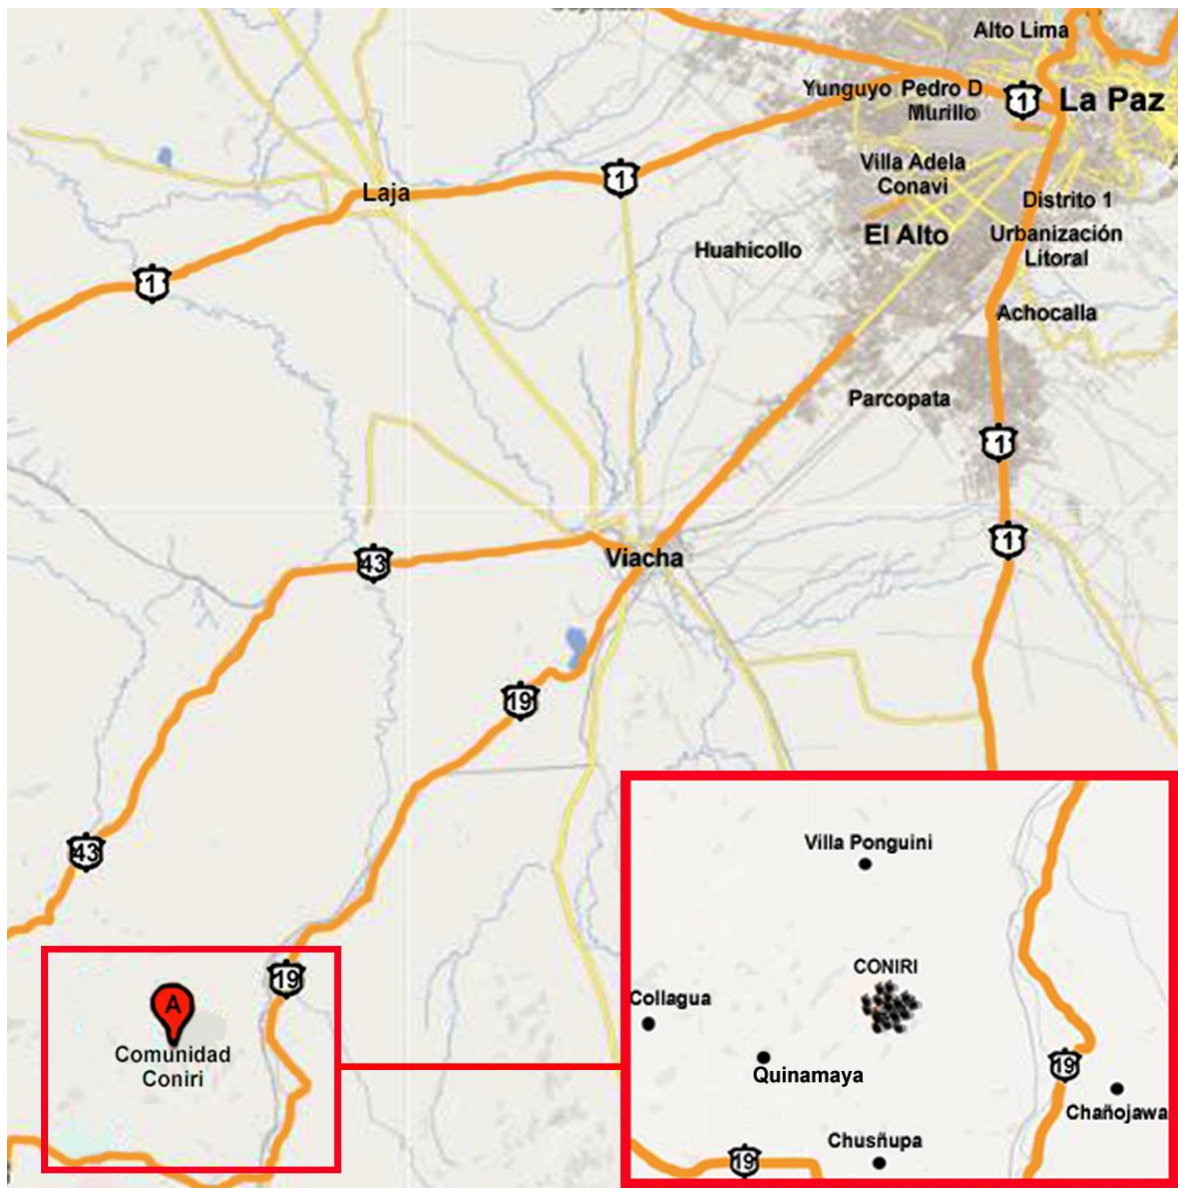 Alto Lima
Yunguyo Pedro D
Murillo
1
La Paz
Villa Adela
Conavi
1
Laja
Distrito 1
El Alto
Urbanización
Litoral
Huahicollo
1
Achocalla
Parcopata
1
1
Viacha
43
19
43
Villa Ponguini
CONIRI
19
A
Collagua
Comunidad
Coniri
Quinamaya
19
Chañojawa
Chusñupa
19